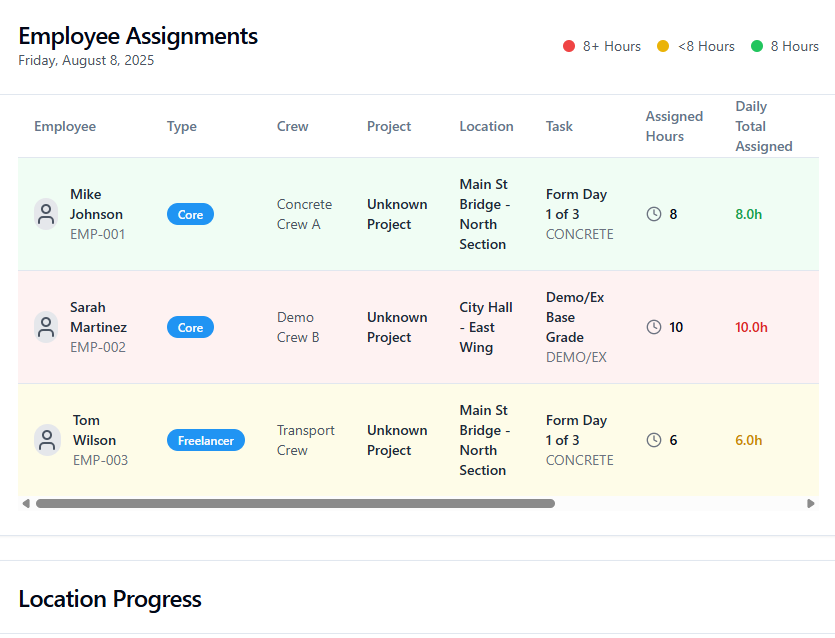 Employee Assignments
Friday, August 8, 2025
8+ Hours <8 Hours 8 Hours
Employee Type Crew Project Location Task Assigned Hours Daily Total Assigned
Mike Johnson EMP-001 Core Concrete Crew A Unknown Project Main St Bridge - North Section Form Day 1 of 3 CONCRETE 8 8.0h
Sarah Martinez EMP-002 Core Demo Crew B Unknown Project City Hall - East Wing Demo/Ex Base Grade DEMO/EX 10 10.0h
Tom Wilson EMP-003 Freelancer Transport Crew Unknown Project Main St Bridge - North Section Form Day 1 of 3 CONCRETE 6 6.0h
Location Progress